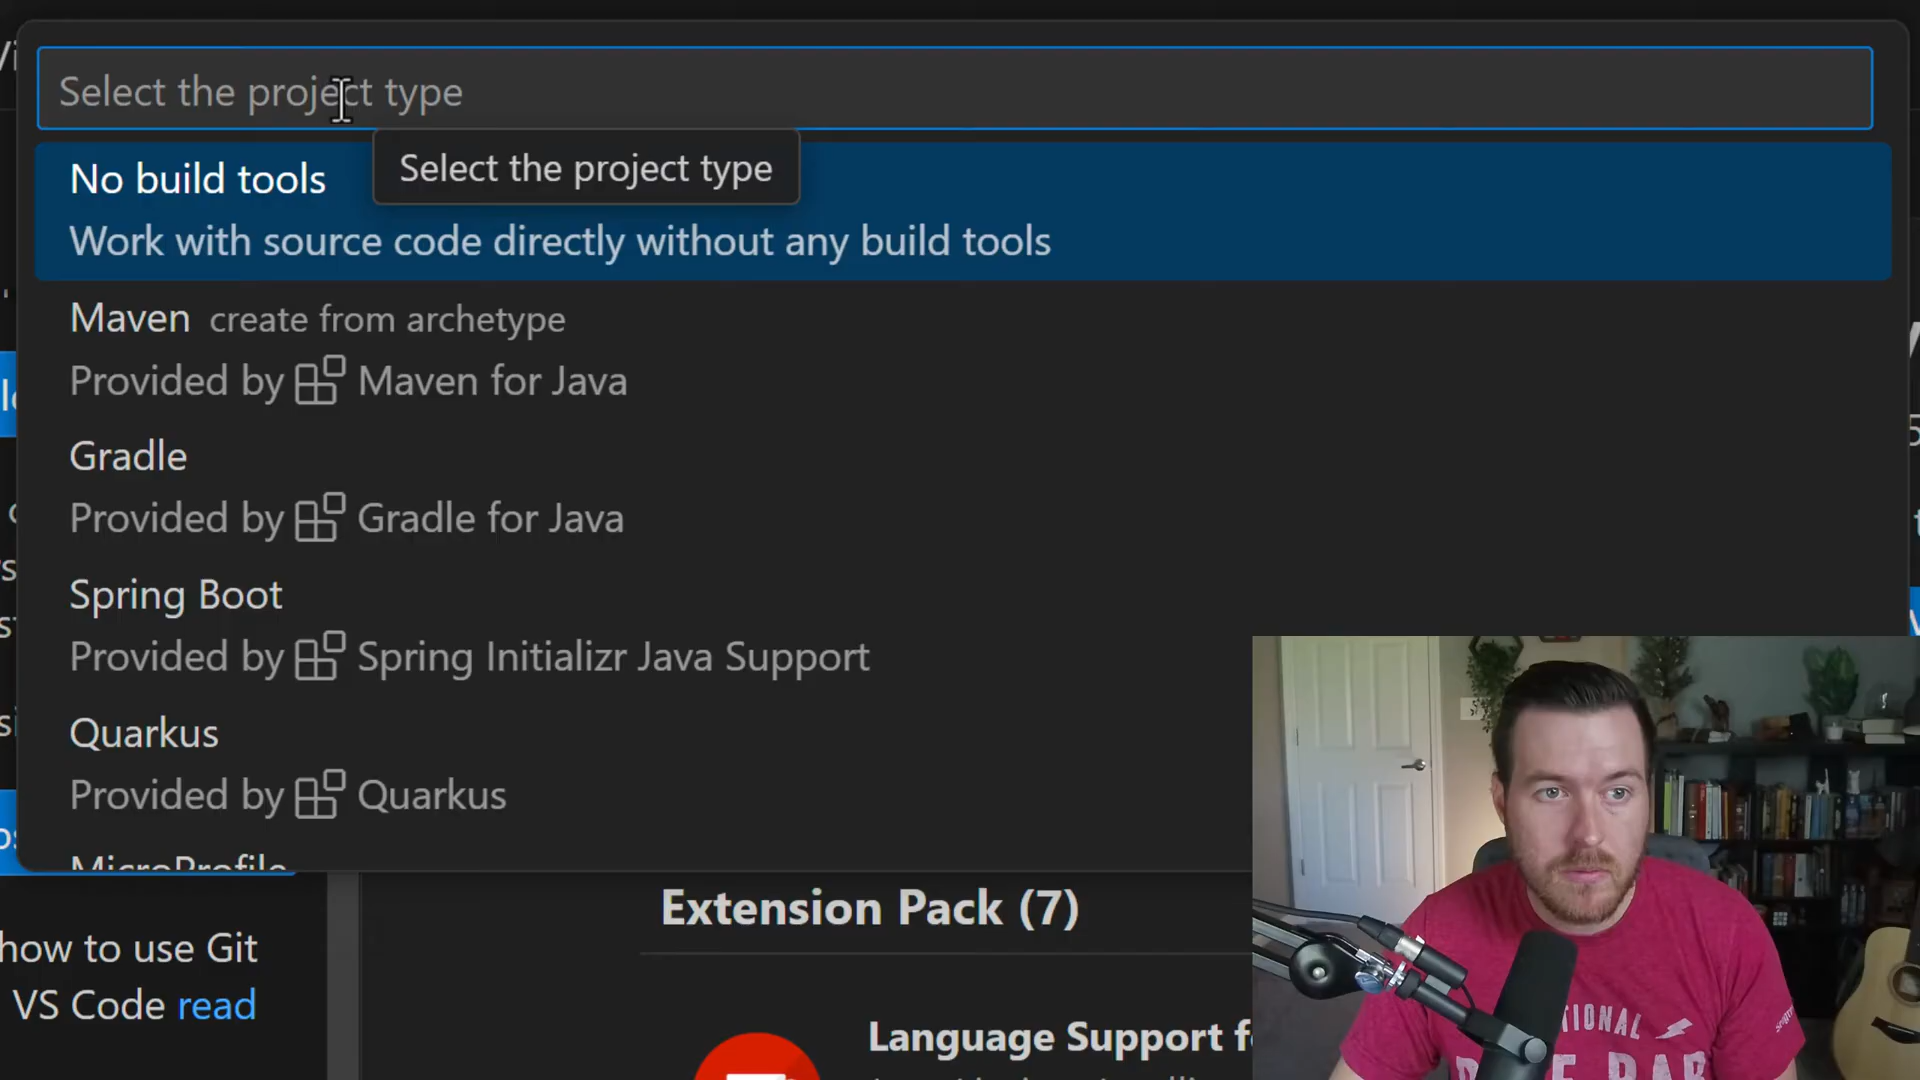 Select the project type
Select the project type
No build tools
Work with source code directly without any build tools
Maven create from archetype
Provided by Maven for Java
Gradle
Provided by Gradle for Java
Spring Boot
Provided by Spring Initializr Java Support
Quarkus
Provided by Quarkus
MicroProfile
how to use Git
VS Code read
Extension Pack (7)
Language Support